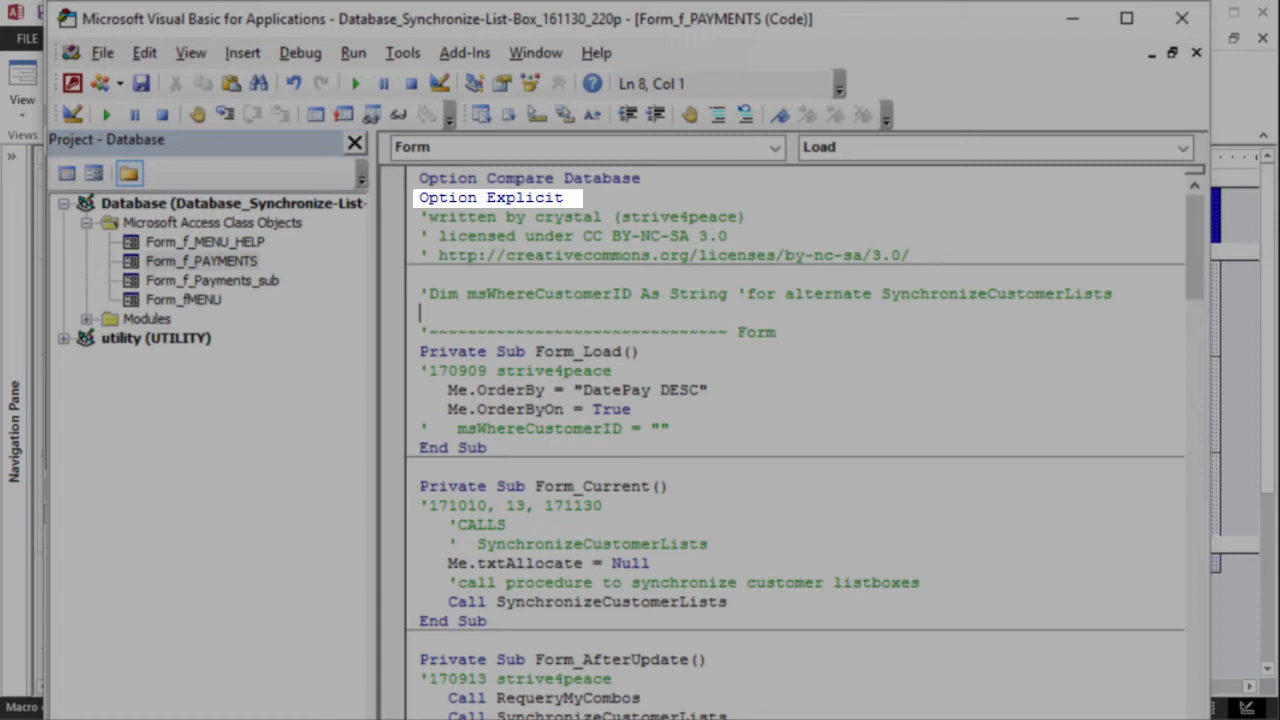 Microsoft Visual Basic for Applications - Database_Synchronize-List-Box_161130_220p - [Form_f_PAYMENTS (Code)]
FILE
File Edit View Insert Debug Run Tools Add-Ins Window Help
Ln 8, Col 1
View
Views
Project - Database
Form
Load
Database (Database_Synchronize-List-
Microsoft Access Class Objects
Form_f_MENU_HELP
Form_f_PAYMENTS
Form_f_Payments_sub
Form_fMENU
Modules
utility (UTILITY)
Navigation Pane
Option Compare Database
Option Explicit
'written by crystal (strive4peace)
' licensed under CC BY-NC-SA 3.0
' http://creativecommons.org/licenses/by-nc-sa/3.0/
'Dim msWhereCustomerID As String 'for alternate SynchronizeCustomerLists
'~~~~~~~~~~~~~~~~~~~~~~~~~~~~~~~ Form
Private Sub Form_Load()
'170909 strive4peace
Me.OrderBy = "DatePay DESC"
Me.OrderByOn = True
' msWhereCustomerID = ""
End Sub
Private Sub Form_Current()
'171010, 13, 171130
'CALLS
' SynchronizeCustomerLists
Me.txtAllocate = Null
'call procedure to synchronize customer listboxes
Call SynchronizeCustomerLists
End Sub
Private Sub Form_AfterUpdate()
'170913 strive4peace
Call RequeryMyCombos
Call SynchronizeCustomerLists
Macro